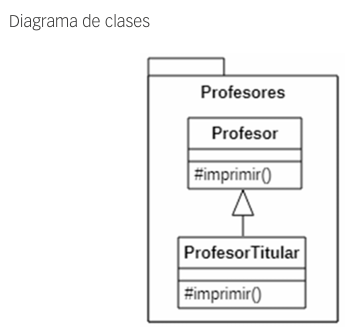 Diagrama de clases
Profesores
Profesor
#imprimir()
ProfesorTitular
#imprimir()